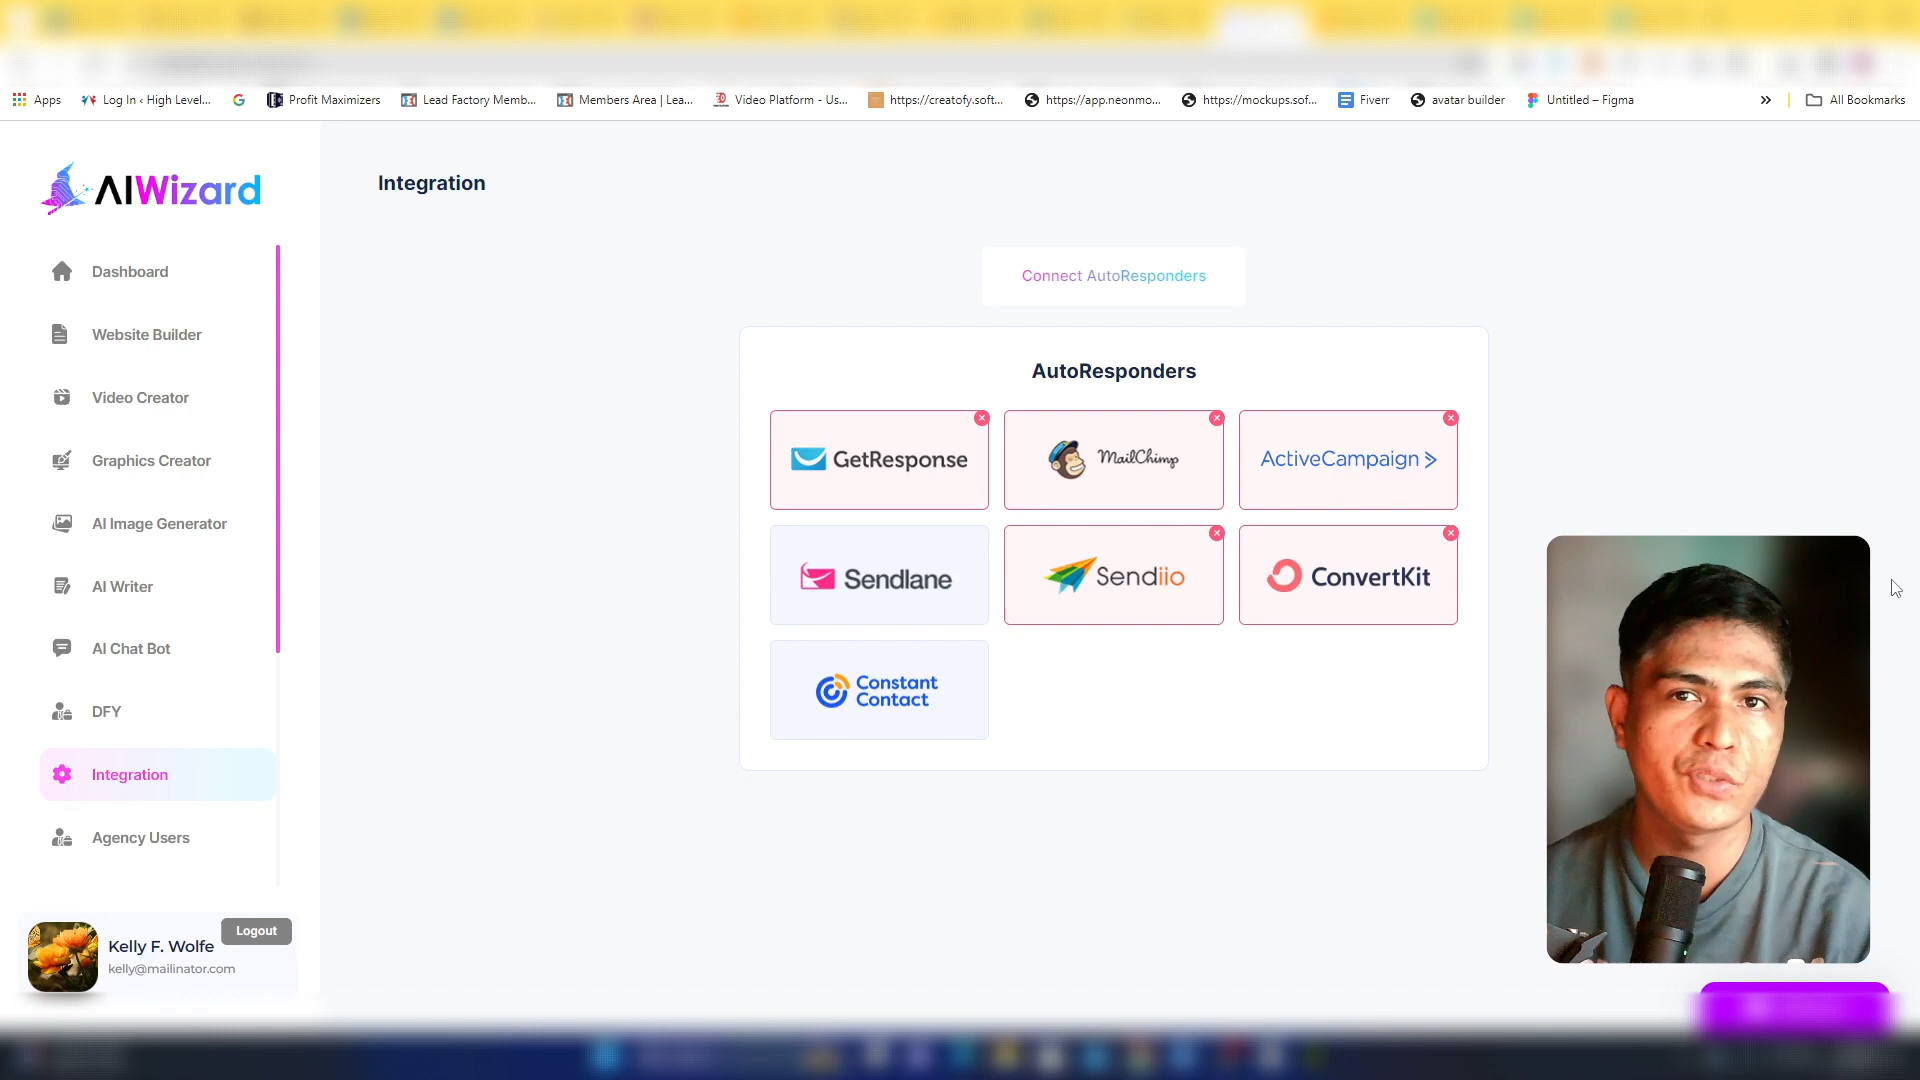 Apps
Log In ‹ High Level...
Profit Maximizers
Lead Factory Memb...
Members Area | Lea...
Video Platform - Us...
https://creatofy.soft...
https://app.neonmo...
https://mockups.sof...
Fiverr
avatar builder
Untitled – Figma
»
All Bookmarks
AIWizard
Integration
Dashboard
Website Builder
Video Creator
Graphics Creator
AI Image Generator
AI Writer
AI Chat Bot
DFY
Integration
Agency Users
Kelly F. Wolfe
Logout
kelly@mailinator.com
Connect AutoResponders
AutoResponders
GetResponse
MailChimp
ActiveCampaign >
Sendlane
Sendiio
ConvertKit
Constant
Contact